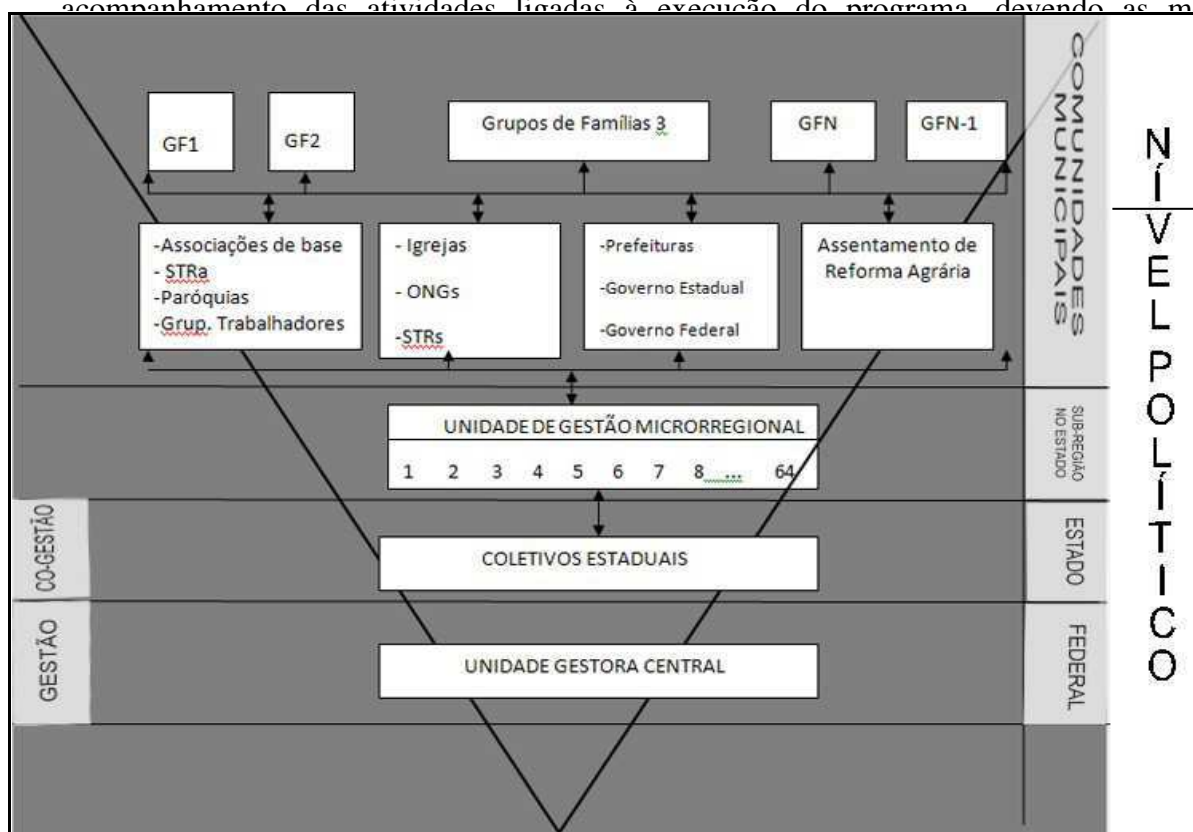 acompanhamento das atividades ligadas à execução do programa, devendo as m
GF1
GF2
Grupos de Famílias 3
GFN
GFN-1
-Associações de base
- STRa
-Paróquias
-Grup. Trabalhadores
- Igrejas
- ONGs
-STRs
-Prefeituras
-Governo Estadual
-Governo Federal
Assentamento de
Reforma Agrária
COMUNIDADES
MUNICIPAIS
UNIDADE DE GESTÃO MICRORREGIONAL
1 2 3 4 5 6 7 8 ... 64
SUB-REGIÃO
NO ESTADO
CO-GESTÃO
COLETIVOS ESTADUAIS
ESTADO
GESTÃO
UNIDADE GESTORA CENTRAL
FEDERAL
NÍVEL POLÍTICO